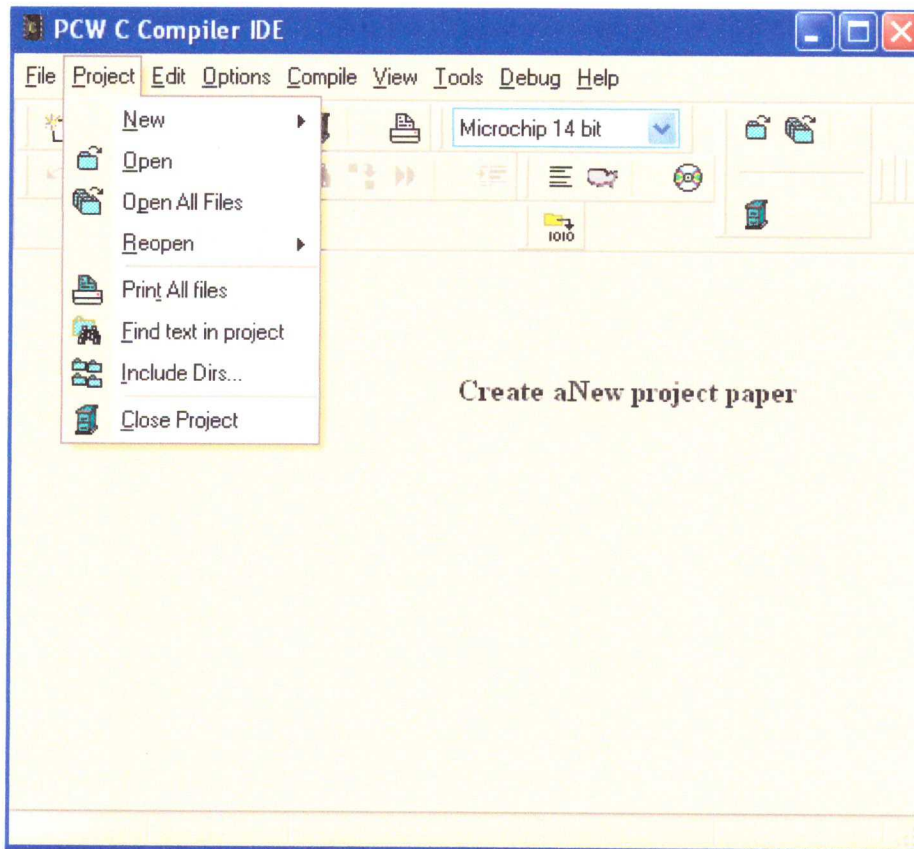 PCW C Compiler IDE
File Project Edit Options Compile View Tools Debug Help
New
Microchip 14 bit
Open
Open All Files
Reopen
1010
Print All files
Find text in project
Include Dirs...
Create aNew project paper
Close Project